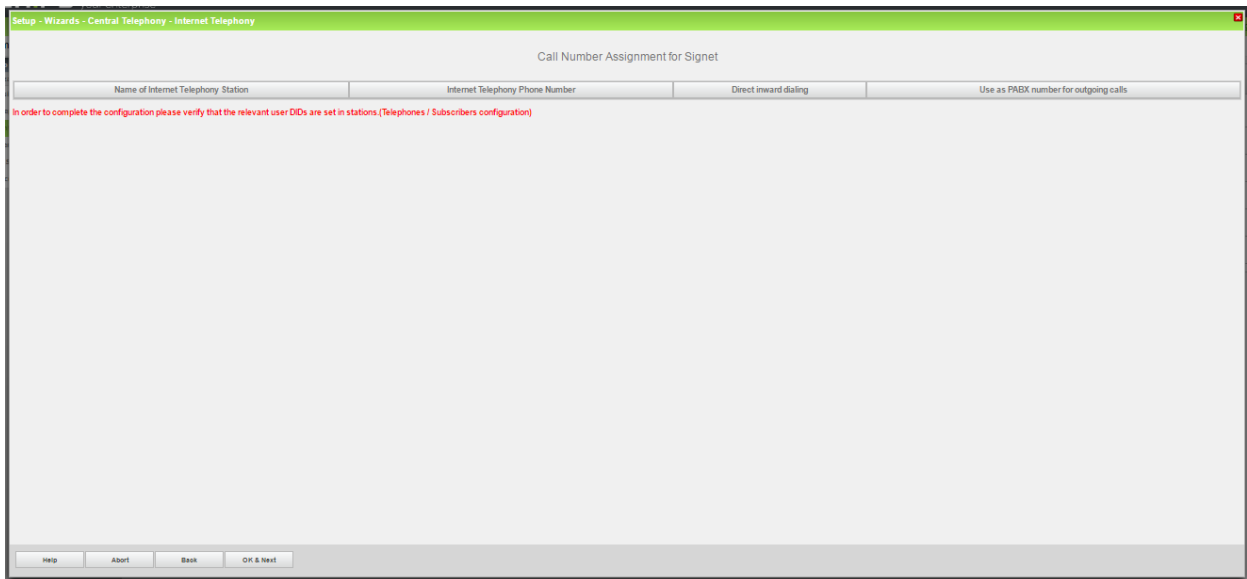 Setup - Wizards - Central Telephony - Internet Telephony
Call Number Assignment for Signet
Name of Internet Telephony Station Internet Telephony Phone Number Direct inward dialing Use as PABX number for outgoing calls
In order to complete the configuration please verify that the relevant user DIDs are set in stations.(Telephones / Subscribers configuration)
Help Abort Back OK & Next